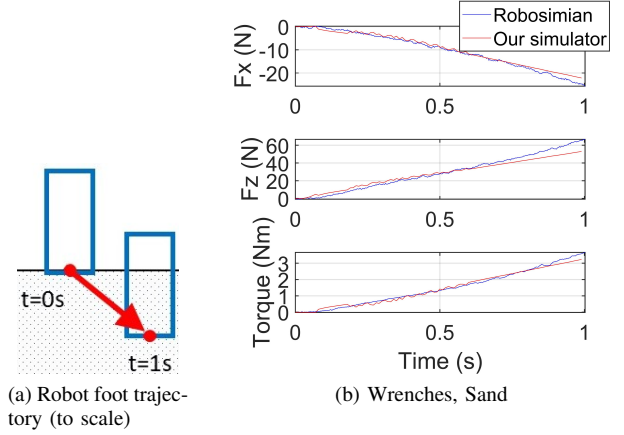 Robosimian
Our simulator
Fx (N)
0
-10
-20
0
0.5
1
Fz (N)
60
40
20
0
0
0.5
1
Torque (Nm)
3
2
1
0
0
0.5
1
Time (s)
t=0s
t=1s
(a) Robot foot trajec-
tory (to scale)
(b) Wrenches, Sand